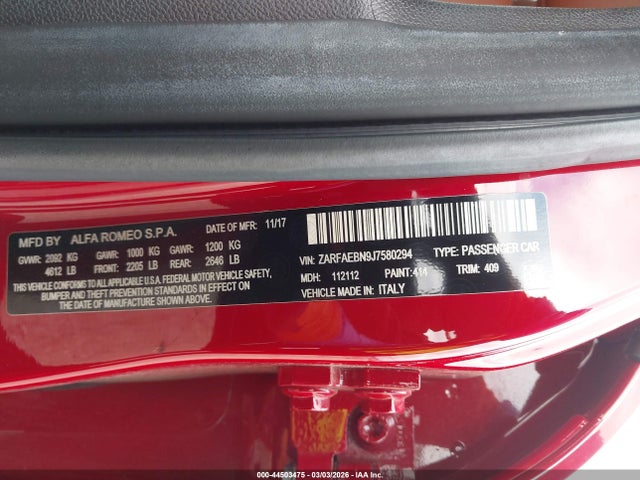 MFD BY ALFA ROMEO S.P.A. DATE OF MFR: 11/17
GVWR: 2092 KG GAWR: 1000 KG GAWR: 1200 KG
4612 LB FRONT: 2205 LB REAR: 2646 LB
THIS VEHICLE CONFORMS TO ALL APPLICABLE U.S.A. FEDERAL MOTOR VEHICLE SAFETY,
BUMPER AND THEFT PREVENTION STANDARDS IN EFFECT ON
THE DATE OF MANUFACTURE SHOWN ABOVE.
VIN: ZARFAEBN9J7580294 TYPE: PASSENGER CAR
MDH: 112112 PAINT: 414 TRIM: 409
VEHICLE MADE IN: ITALY
44503475 - 03/03/2026 - IAA Inc.